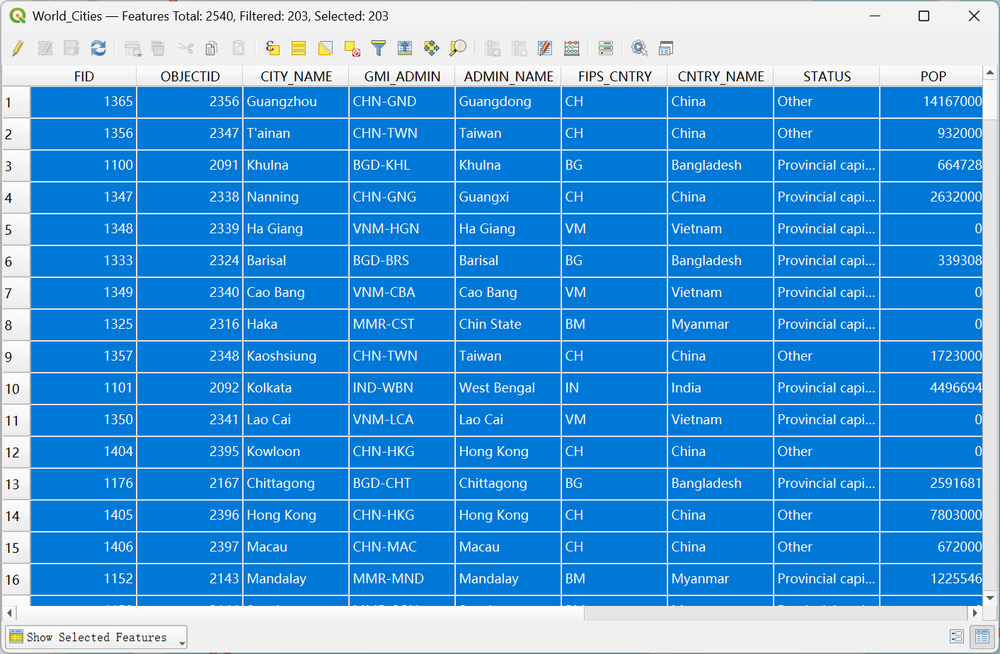 World_Cities — Features Total: 2540, Filtered: 203, Selected: 203
FID OBJECTID CITY_NAME GMI_ADMIN ADMIN_NAME FIPS_CNTRY CNTRY_NAME STATUS POP
1 1365 2356 Guangzhou CHN-GND Guangdong CH China Other 14167000
2 1356 2347 T'ainan CHN-TWN Taiwan CH China Other 932000
3 1100 2091 Khulna BGD-KHL Khulna BG Bangladesh Provincial capi... 664728
4 1347 2338 Nanning CHN-GNG Guangxi CH China Provincial capi... 2632000
5 1348 2339 Ha Giang VNM-HGN Ha Giang VM Vietnam Provincial capi... 0
6 1333 2324 Barisal BGD-BRS Barisal BG Bangladesh Provincial capi... 339308
7 1349 2340 Cao Bang VNM-CBA Cao Bang VM Vietnam Provincial capi... 0
8 1325 2316 Haka MMR-CST Chin State BM Myanmar Provincial capi... 0
9 1357 2348 Kaoshsiung CHN-TWN Taiwan CH China Other 1723000
10 1101 2092 Kolkata IND-WBN West Bengal IN India Provincial capi... 4496694
11 1350 2341 Lao Cai VNM-LCA Lao Cai VM Vietnam Provincial capi... 0
12 1404 2395 Kowloon CHN-HKG Hong Kong CH China Other 0
13 1176 2167 Chittagong BGD-CHT Chittagong BG Bangladesh Provincial capi... 2591681
14 1405 2396 Hong Kong CHN-HKG Hong Kong CH China Other 7803000
15 1406 2397 Macau CHN-MAC Macau CH China Other 672000
16 1152 2143 Mandalay MMR-MND Mandalay BM Myanmar Provincial capi... 1225546
Show Selected Features